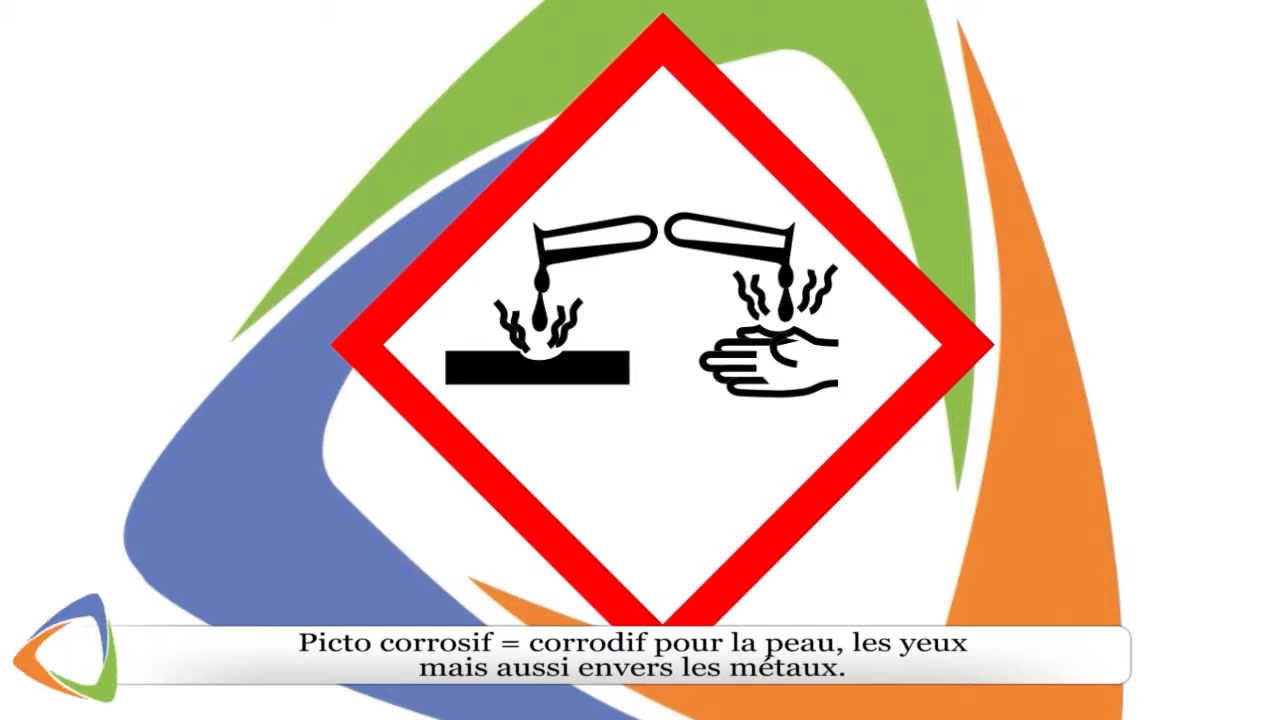 Picto corrosif = corrodif pour la peau, les yeux
mais aussi envers les métaux.